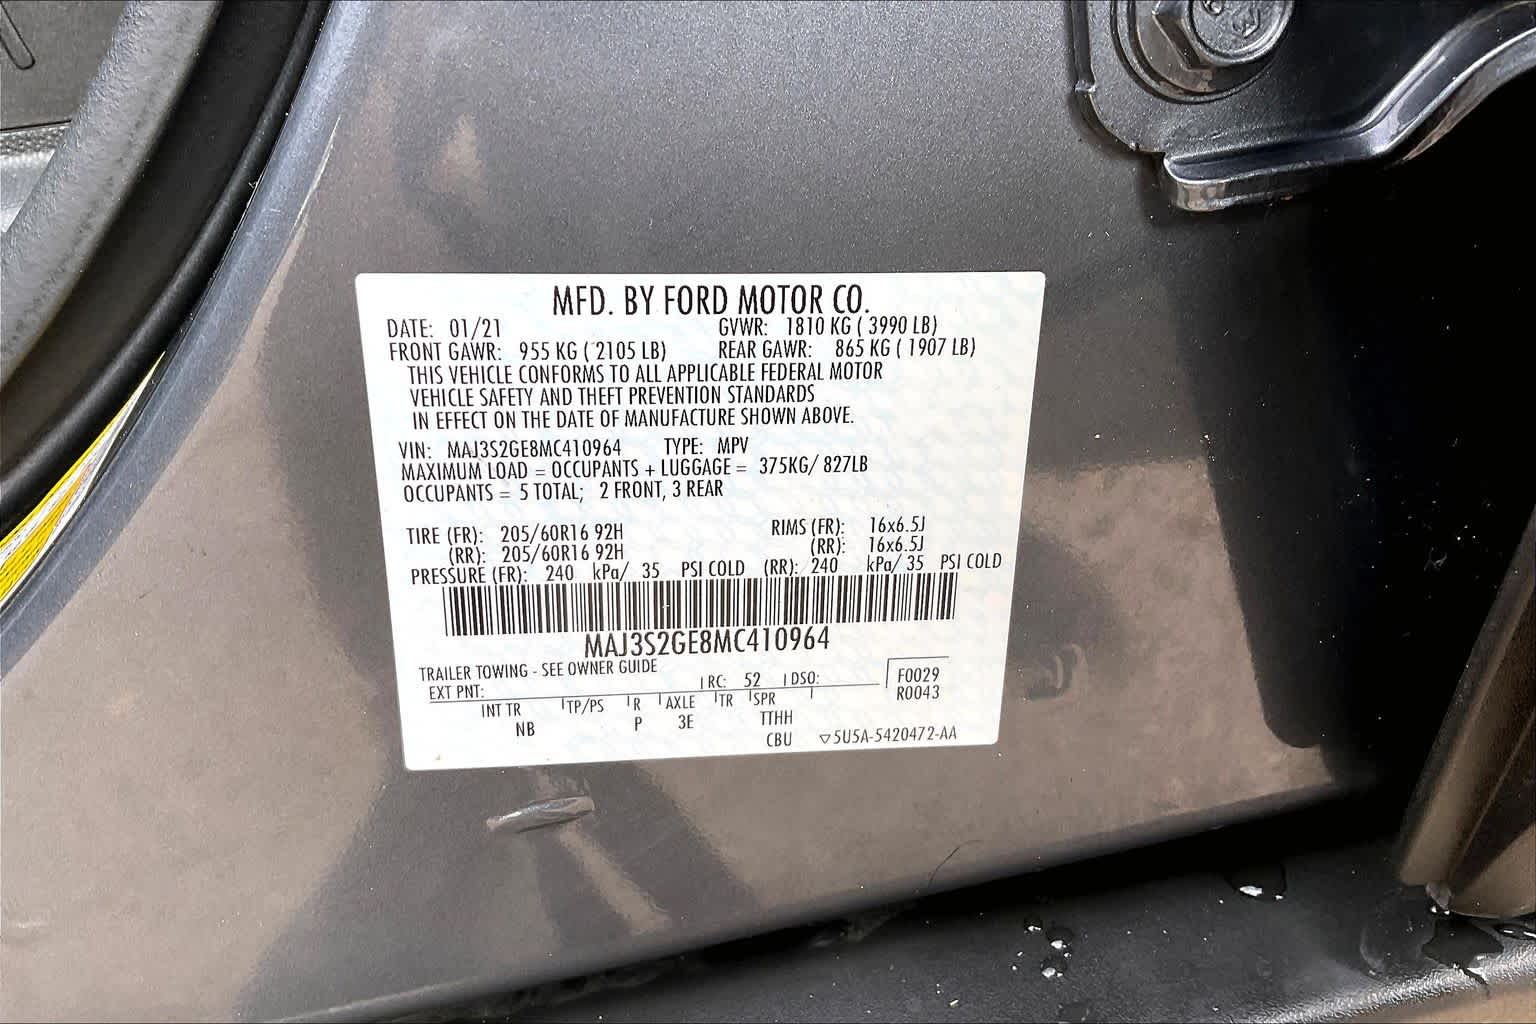 MFD. BY FORD MOTOR CO.
DATE: 01/21 GVWR: 1810 KG ( 3990 LB)
FRONT GAWR: 955 KG ( 2105 LB) REAR GAWR: 865 KG ( 1907 LB)
THIS VEHICLE CONFORMS TO ALL APPLICABLE FEDERAL MOTOR
VEHICLE SAFETY AND THEFT PREVENTION STANDARDS
IN EFFECT ON THE DATE OF MANUFACTURE SHOWN ABOVE.
VIN: MAJ3S2GE8MC410964 TYPE: MPV
MAXIMUM LOAD = OCCUPANTS + LUGGAGE = 375KG/ 827LB
OCCUPANTS = 5 TOTAL; 2 FRONT, 3 REAR
TIRE (FR): 205/60R16 92H RIMS (FR): 16x6.5J
(RR): 205/60R16 92H (RR): 16x6.5J
PRESSURE (FR): 240 kPa/ 35 PSI COLD (RR): 240 kPa/ 35 PSI COLD
MAJ3S2GE8MC410964
TRAILER TOWING - SEE OWNER GUIDE
EXT PNT: RC: 52 DSO: F0029
R0043
INT TR TP/PS R AXLE TR SPR
NB P 3E TTHH
CBU ▽5U5A-5420472-AA